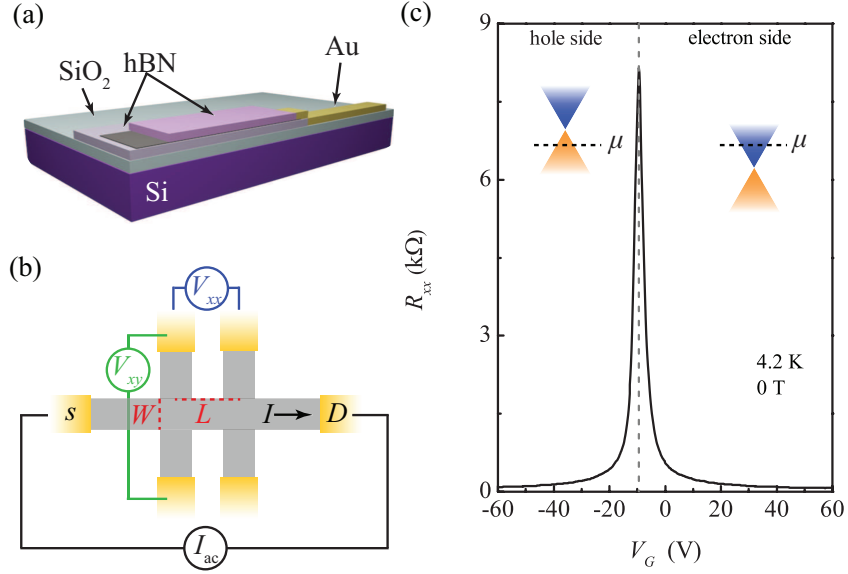 (a)
SiO2
hBN
Au
Si
(b)
Vxx
Vxy
s
W
L
I
D
Iac
(c)
9
6
3
0
Rxx (kΩ)
hole side
electron side
μ
μ
4.2 K
0 T
-60
-40
-20
0
20
40
60
VG (V)